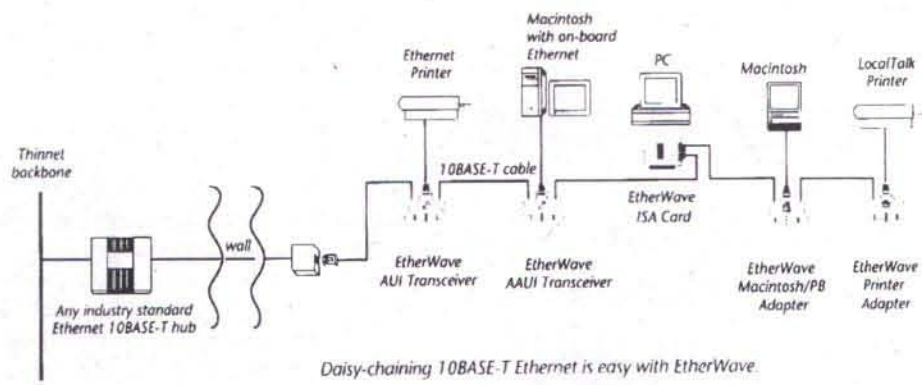 Macintosh
with on-board
Ethernet
Ethernet
Printer
PC
Macintosh
LocalTalk
Printer
Thinnet
backbone
10BASE-T cable
wall
EtherWave
ISA Card
EtherWave
AUI Transceiver
EtherWave
AAUI Transceiver
EtherWave
Macintosh/PB
Adapter
EtherWave
Printer
Adapter
Any industry standard
Ethernet 10BASE-T hub
Daisy-chaining 10BASE-T Ethernet is easy with EtherWave.